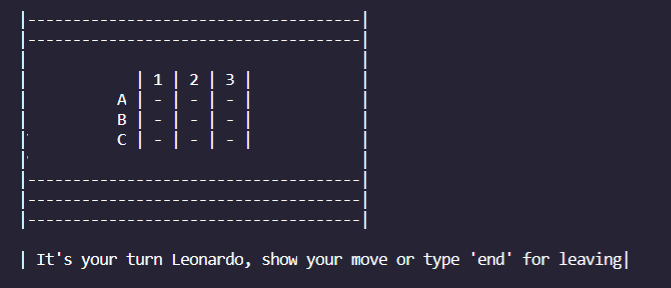 |-------------------------------------|
|-------------------------------------|
| |
| | 1 | 2 | 3 | |
| A | - | - | - | |
| B | - | - | - | |
| C | - | - | - | |
| |
|-------------------------------------|
|-------------------------------------|
|-------------------------------------|
| It's your turn Leonardo, show your move or type 'end' for leaving|